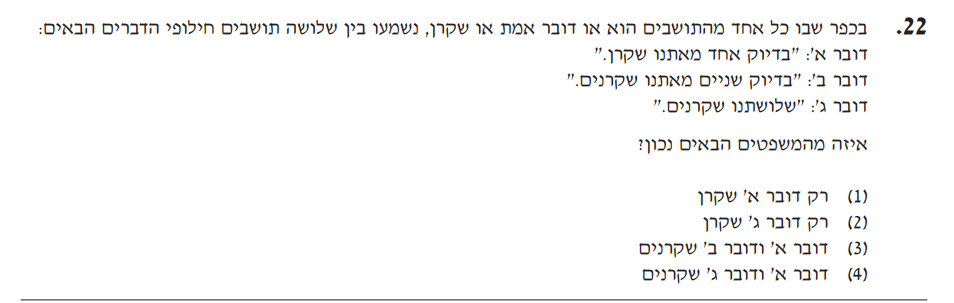 22. בכפר שבו כל אחד מהתושבים הוא או דובר אמת או שקרן, נשמעו בין שלושה תושבים חילופי הדברים הבאים:
דובר א': "בדיוק אחד מאתנו שקרן."
דובר ב': "בדיוק שניים מאתנו שקרנים."
דובר ג': "שלושתנו שקרנים."
איזה מהמשפטים הבאים נכון?
(1) רק דובר א' שקרן
(2) רק דובר ג' שקרן
(3) דובר א' ודובר ב' שקרנים
(4) דובר א' ודובר ג' שקרנים